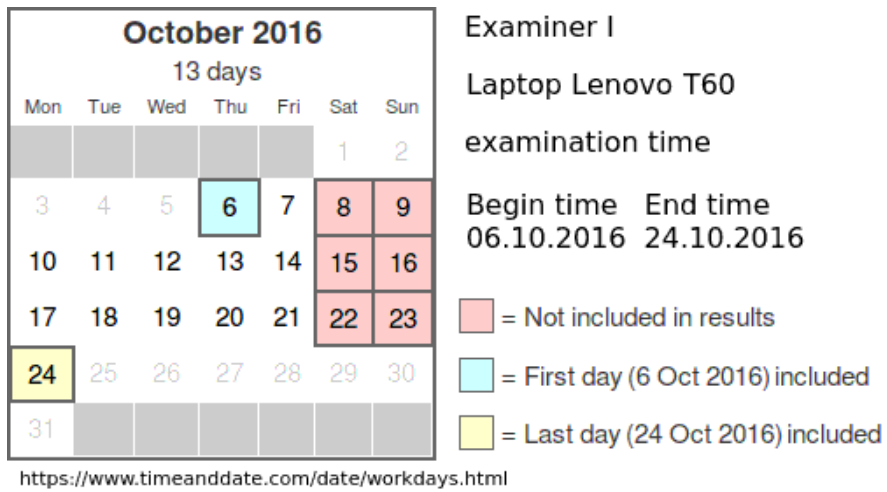 October 2016
13 days
Mon Tue Wed Thu Fri Sat Sun
1 2
3 4 5 6 7 8 9
10 11 12 13 14 15 16
17 18 19 20 21 22 23
24 25 26 27 28 29 30
31
https://www.timeanddate.com/date/workdays.html
Examiner I
Laptop Lenovo T60
examination time
Begin time End time
06.10.2016 24.10.2016
= Not included in results
= First day (6 Oct 2016) included
= Last day (24 Oct 2016) included